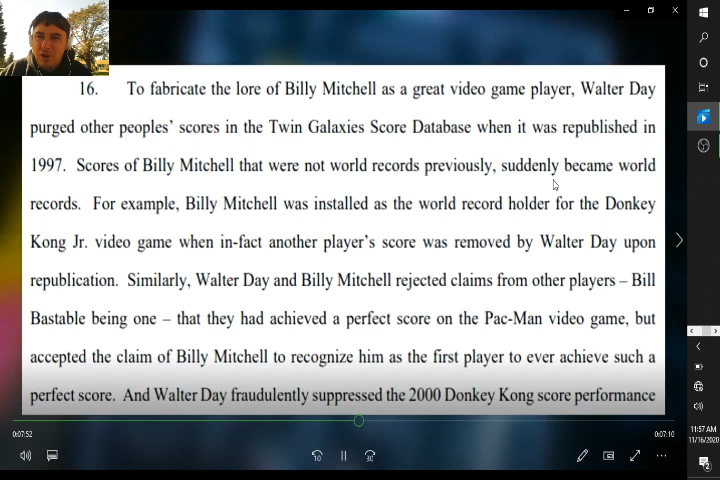 16. To fabricate the lore of Billy Mitchell as a great video game player, Walter Day
purged other peoples' scores in the Twin Galaxies Score Database when it was republished in
1997. Scores of Billy Mitchell that were not world records previously, suddenly became world
records. For example, Billy Mitchell was installed as the world record holder for the Donkey
Kong Jr. video game when in-fact another player's score was removed by Walter Day upon
republication. Similarly, Walter Day and Billy Mitchell rejected claims from other players – Bill
Bastable being one – that they had achieved a perfect score on the Pac-Man video game, but
accepted the claim of Billy Mitchell to recognize him as the first player to ever achieve such a
perfect score. And Walter Day fraudulently suppressed the 2000 Donkey Kong score performance
0:07:52
0:07:10
10
30
11:57 AM
11/16/2020
2